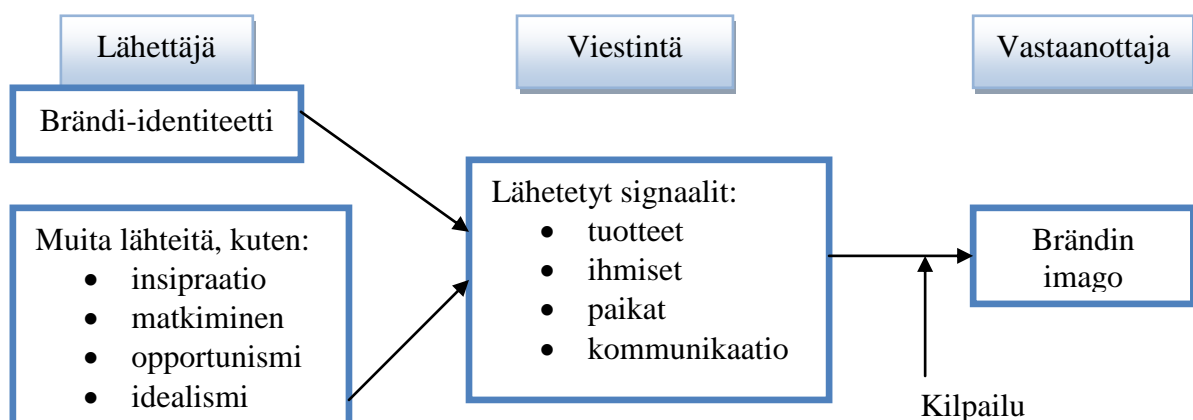 Lähettäjä
Viestintä
Vastaanottaja
Brändi-identiteetti
Muita lähteitä, kuten:
• insipraatio
• matkiminen
• opportunismi
• idealismi
Lähetetyt signaalit:
• tuotteet
• ihmiset
• paikat
• kommunikaatio
Brändin
imago
Kilpailu